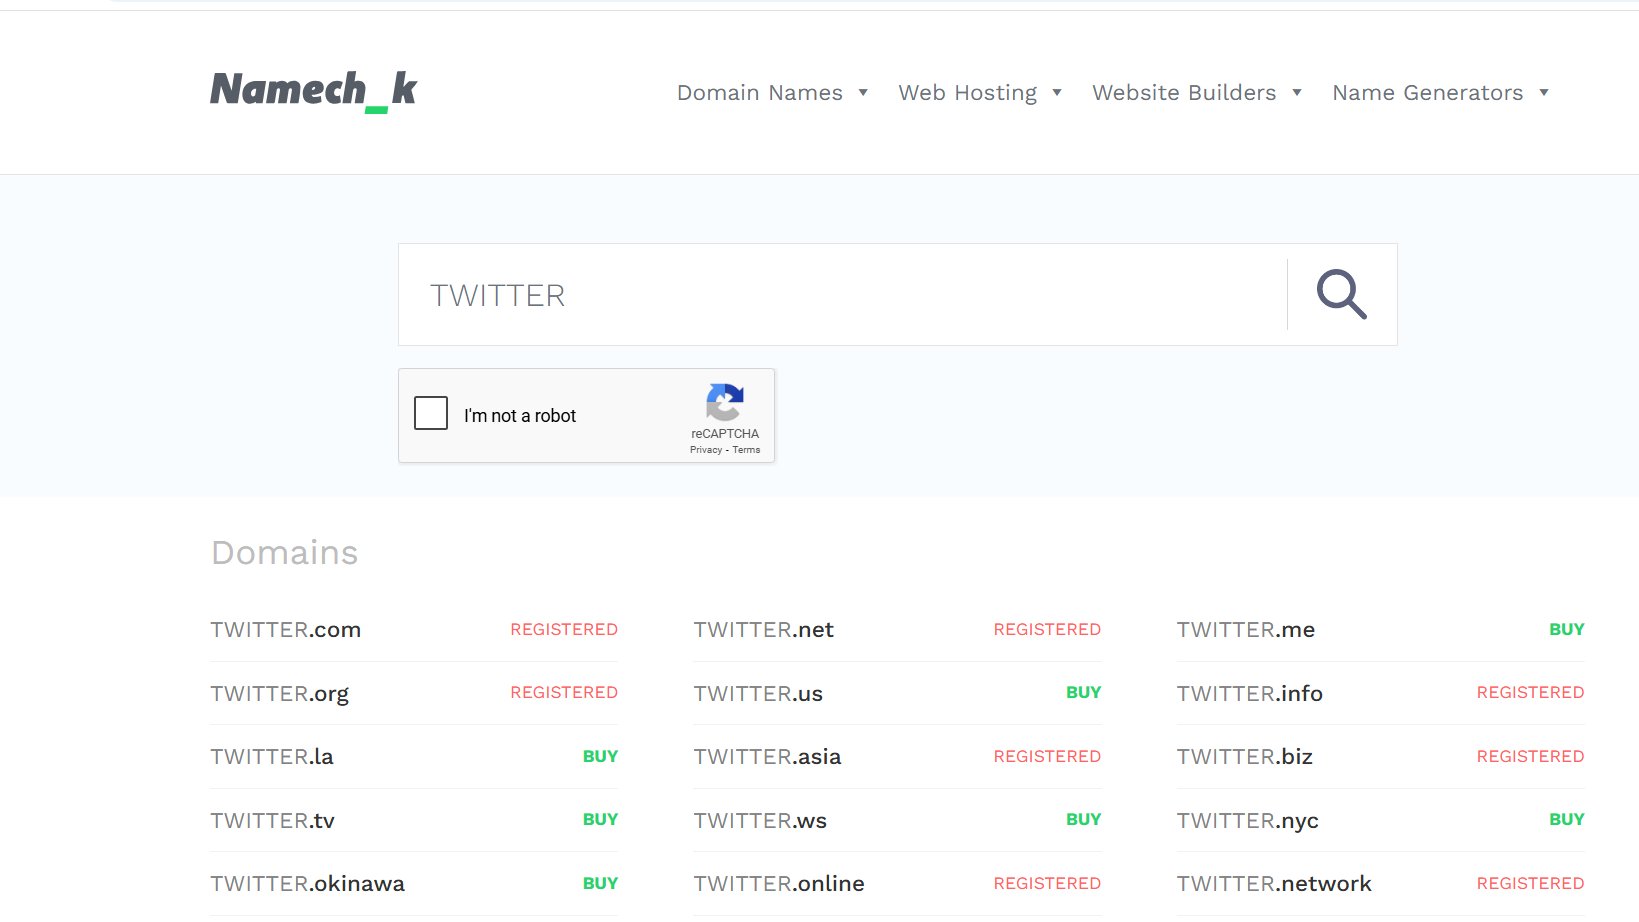 Namech_k
Domain Names ▼ Web Hosting ▼ Website Builders ▼ Name Generators ▼
TWITTER
I'm not a robot
reCAPTCHA
Privacy - Terms
Domains
TWITTER.com REGISTERED TWITTER.net REGISTERED TWITTER.me BUY
TWITTER.org REGISTERED TWITTER.us BUY TWITTER.info REGISTERED
TWITTER.la BUY TWITTER.asia REGISTERED TWITTER.biz REGISTERED
TWITTER.tv BUY TWITTER.ws BUY TWITTER.nyc BUY
TWITTER.okinawa BUY TWITTER.online REGISTERED TWITTER.network REGISTERED